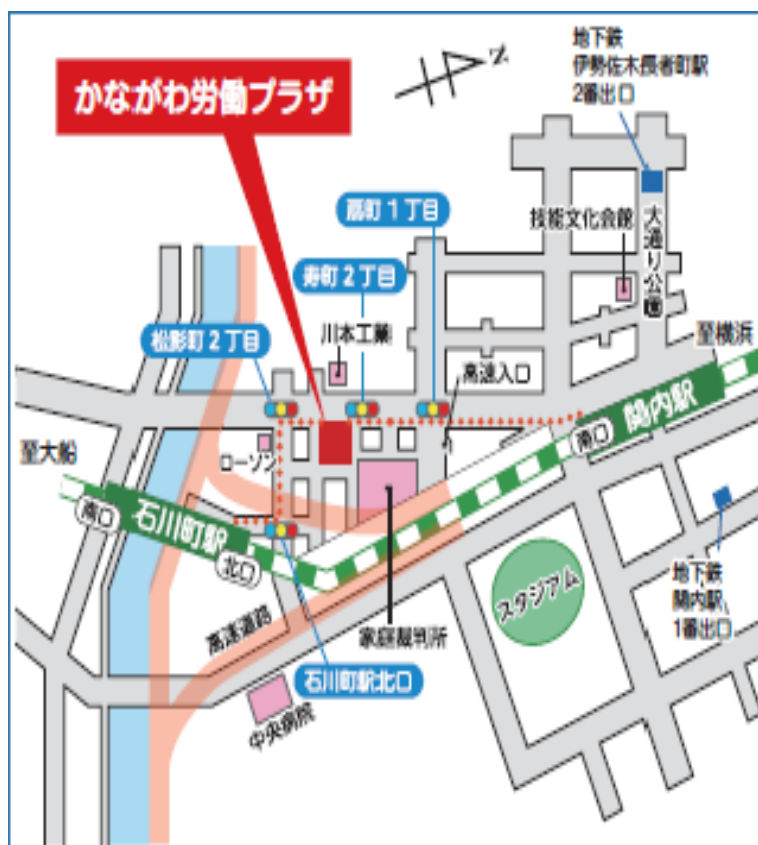 N
地下鉄
伊勢佐木長者町駅
2番出口
かながわ労働プラザ
扇町1丁目
技能文化会館
大通り公園
寿町2丁目
川本工業
松影町2丁目
至横浜
高速入口
関内駅
南口
ローソン
至大船
石川町駅
南口
北口
スタジアム
地下鉄
関内駅
1番出口
高速道路
家庭裁判所
石川町駅北口
中央病院